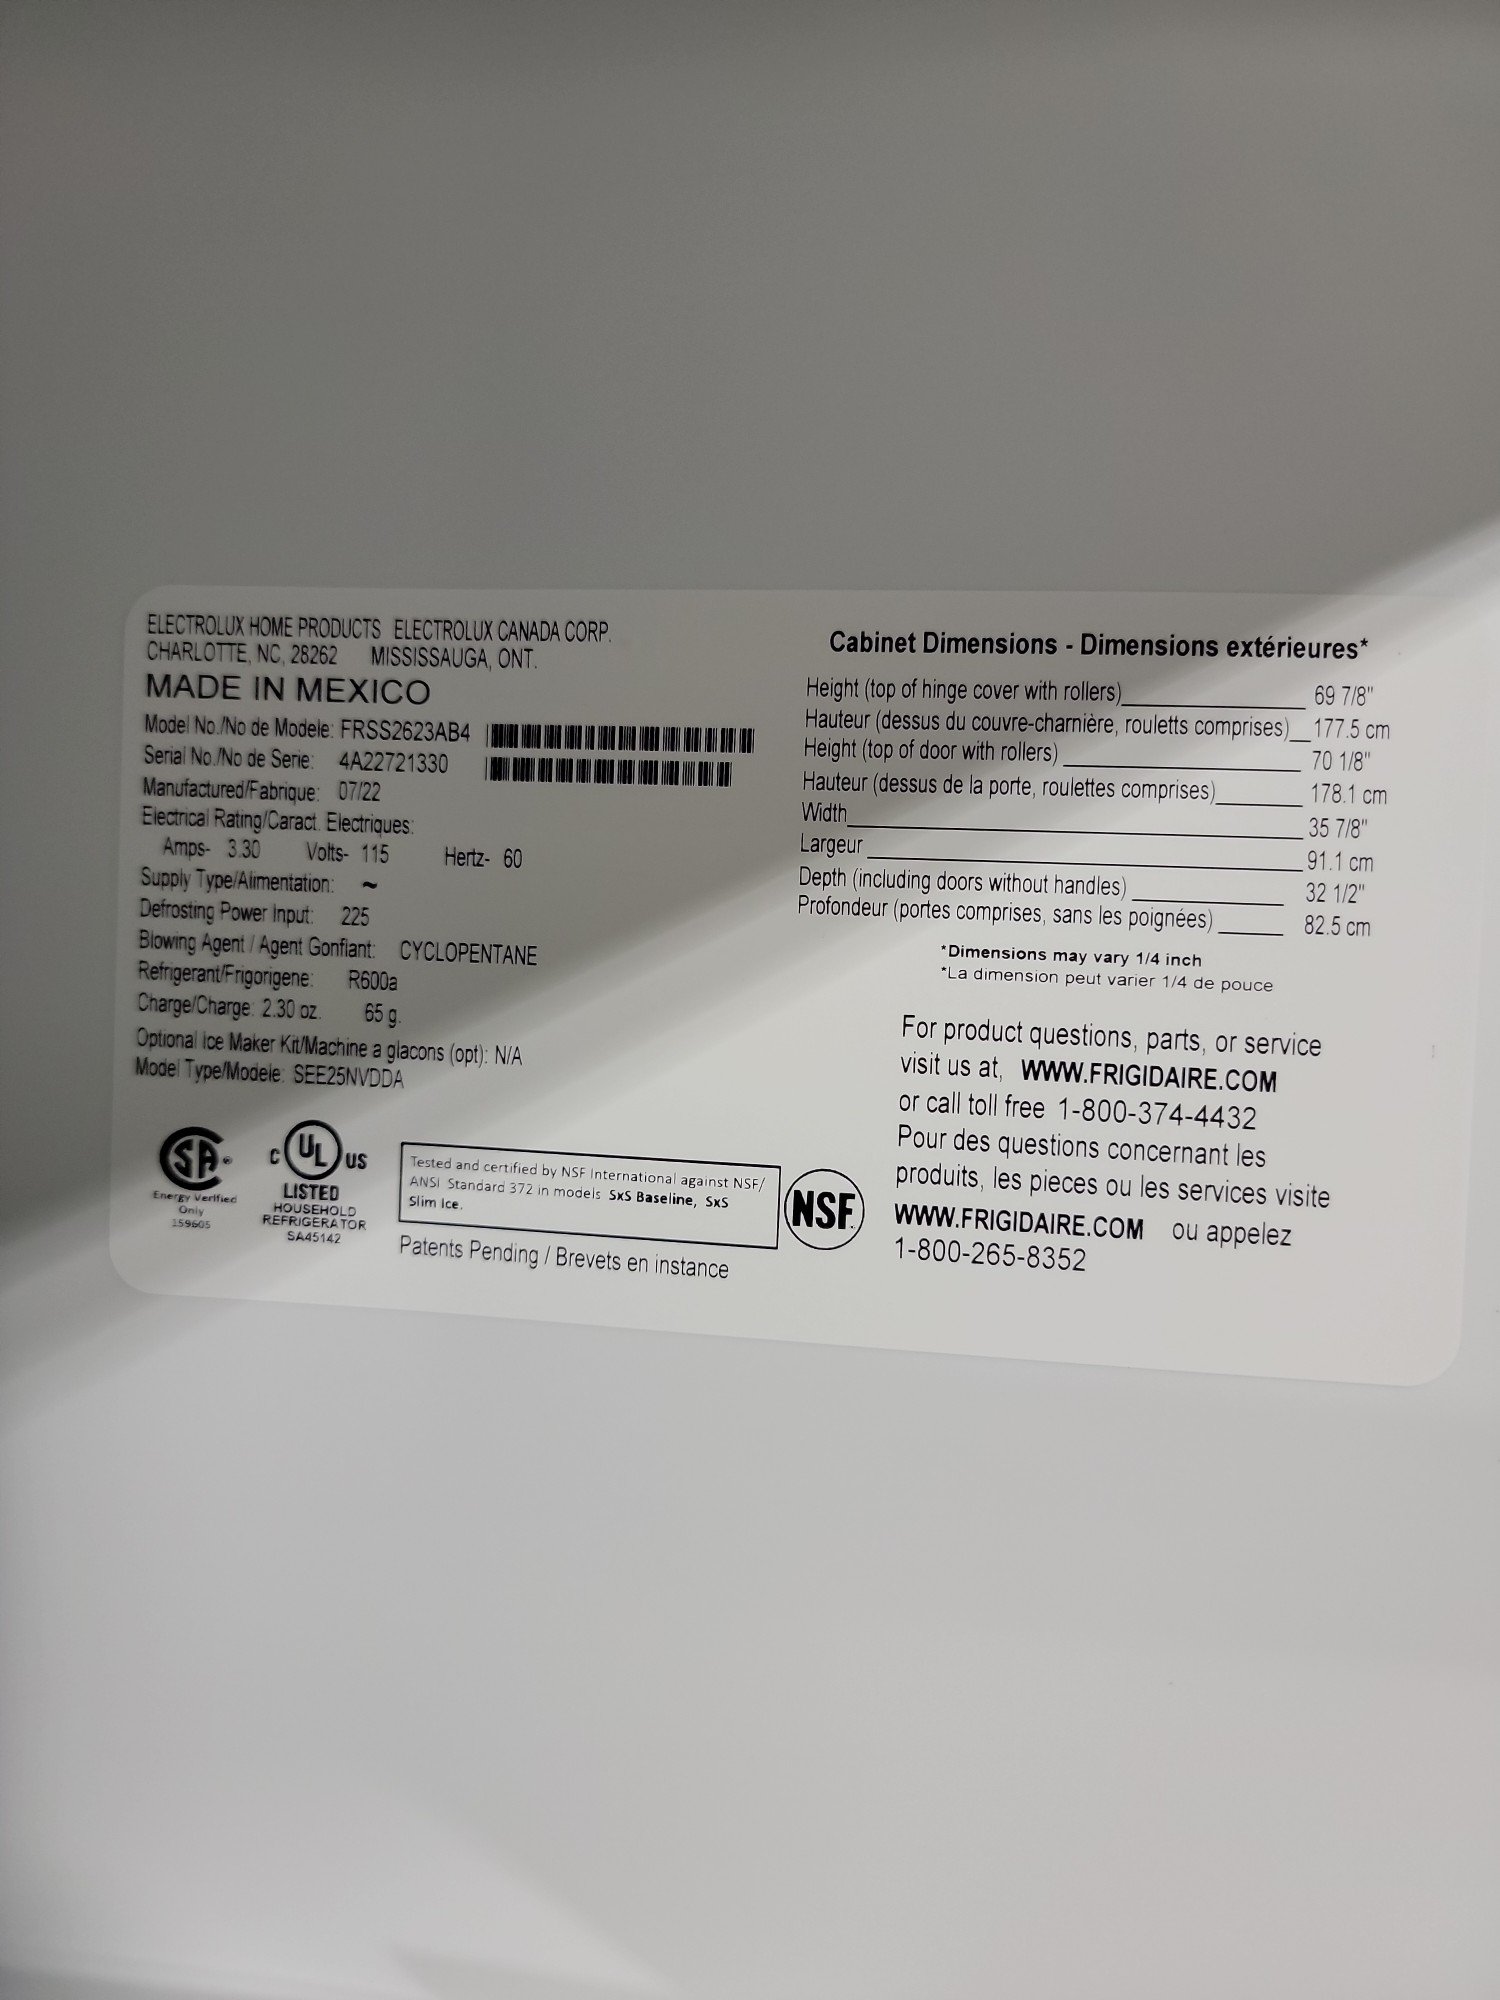 ELECTROLUX HOME PRODUCTS ELECTROLUX CANADA CORP.
CHARLOTTE, NC, 28262 MISSISSAUGA, ONT.
MADE IN MEXICO
Model No./No de Modele: FRSS2623AB4
Serial No./No de Serie: 4A22721330
Manufactured/Fabrique: 07/22
Electrical Rating/Caract. Electriques:
Amps- 3.30 Volts- 115 Hertz- 60
Supply Type/Alimentation: ~
Defrosting Power Input: 225
Blowing Agent / Agent Gonfiant: CYCLOPENTANE
Refrigerant/Frigorigene: R600a
Charge/Charge: 2.30 oz. 65 g.
Optional Ice Maker Kit/Machine a glacons (opt): N/A
Model Type/Modele: SEE25NVDDA
SA
Energy Verified
Only
159605
C UL US
LISTED
HOUSEHOLD
REFRIGERATOR
SA45142
Tested and certified by NSF International against NSF/
ANSI Standard 372 in models SxS Baseline, SxS
Slim Ice.
NSF
Patents Pending / Brevets en instance
Cabinet Dimensions - Dimensions extérieures*
Height (top of hinge cover with rollers) 69 7/8"
Hauteur (dessus du couvre-charnière, rouletts comprises) 177.5 cm
Height (top of door with rollers) 70 1/8"
Hauteur (dessus de la porte, roulettes comprises) 178.1 cm
Width 35 7/8"
Largeur 91.1 cm
Depth (including doors without handles) 32 1/2"
Profondeur (portes comprises, sans les poignées) 82.5 cm
*Dimensions may vary 1/4 inch
*La dimension peut varier 1/4 de pouce
For product questions, parts, or service
visit us at, WWW.FRIGIDAIRE.COM
or call toll free 1-800-374-4432
Pour des questions concernant les
produits, les pieces ou les services visite
WWW.FRIGIDAIRE.COM ou appelez
1-800-265-8352